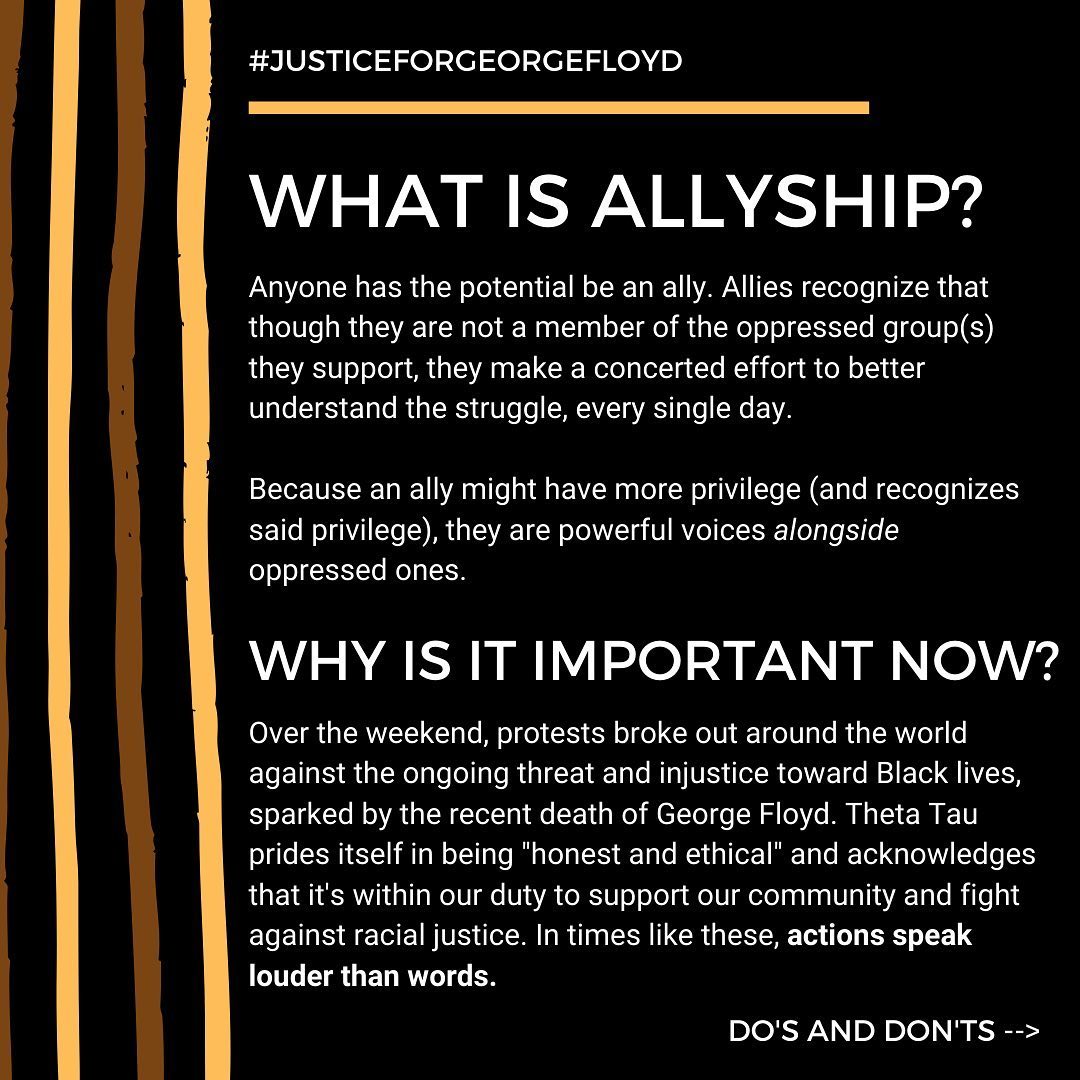 #JUSTICEFORGEORGEFLOYD
WHAT IS ALLYSHIP?
Anyone has the potential be an ally. Allies recognize that
though they are not a member of the oppressed group(s)
they support, they make a concerted effort to better
understand the struggle, every single day.
Because an ally might have more privilege (and recognizes
said privilege), they are powerful voices alongside
oppressed ones.
WHY IS IT IMPORTANT NOW?
Over the weekend, protests broke out around the world
against the ongoing threat and injustice toward Black lives,
sparked by the recent death of George Floyd. Theta Tau
prides itself in being "honest and ethical" and acknowledges
that it's within our duty to support our community and fight
against racial justice. In times like these, actions speak
louder than words.
DO'S AND DON'TS -->